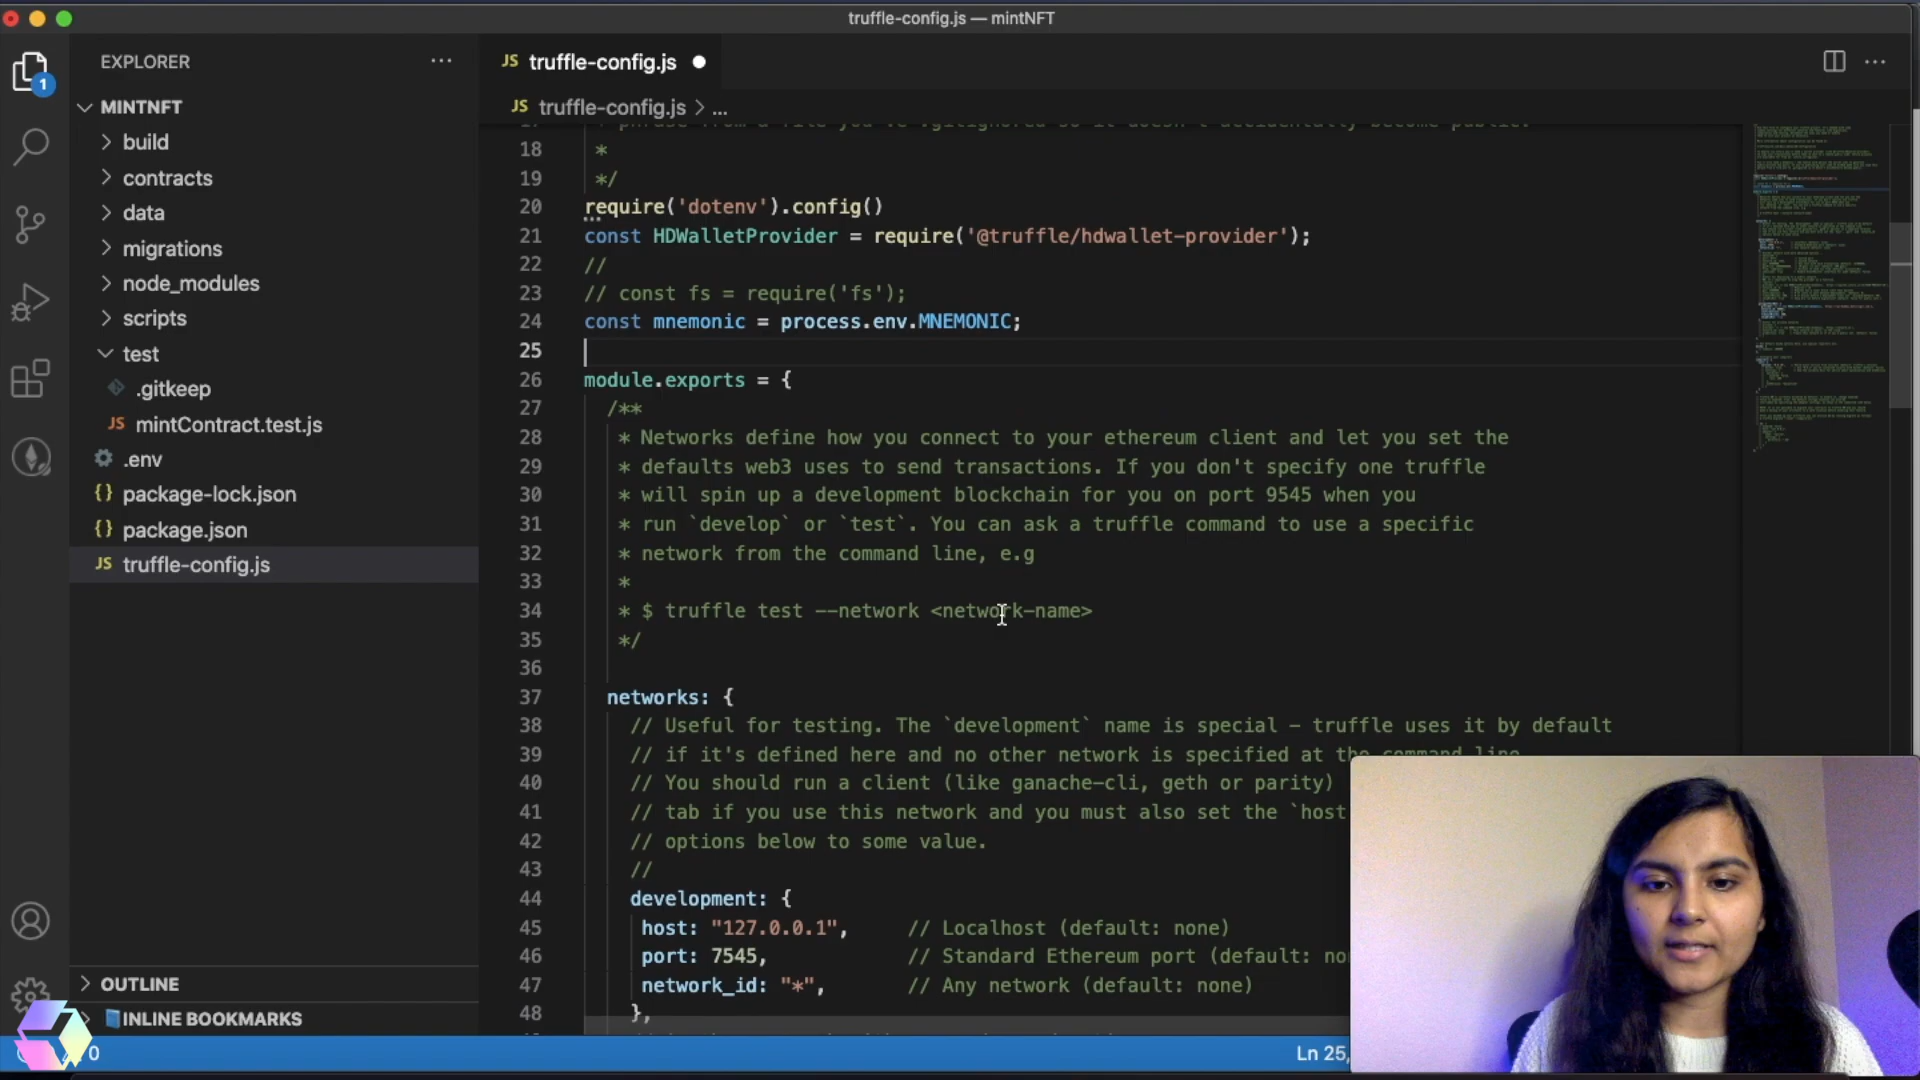 truffle-config.js — mintNFT
EXPLORER
1
JS truffle-config.js
MINTNFT
JS truffle-config.js > ...
build
contracts
data
migrations
node_modules
scripts
test
.gitkeep
JS mintContract.test.js
.env
{} package-lock.json
{} package.json
JS truffle-config.js
OUTLINE
INLINE BOOKMARKS
0
18 *
19 */
20 require('dotenv').config()
21 const HDWalletProvider = require('@truffle/hdwallet-provider');
22 //
23 // const fs = require('fs');
24 const mnemonic = process.env.MNEMONIC;
25
26 module.exports = {
27 /**
28 * Networks define how you connect to your ethereum client and let you set the
29 * defaults web3 uses to send transactions. If you don't specify one truffle
30 * will spin up a development blockchain for you on port 9545 when you
31 * run `develop` or `test`. You can ask a truffle command to use a specific
32 * network from the command line, e.g
33 *
34 * $ truffle test --network <network-name>
35 */
36
37 networks: {
38 // Useful for testing. The `development` name is special - truffle uses it by default
39 // if it's defined here and no other network is specified at the command line.
40 // You should run a client (like ganache-cli, geth or parity)
41 // tab if you use this network and you must also set the `host
42 // options below to some value.
43 //
44 development: {
45 host: "127.0.0.1", // Localhost (default: none)
46 port: 7545, // Standard Ethereum port (default: no
47 network_id: "*", // Any network (default: none)
48 },
Ln 25,